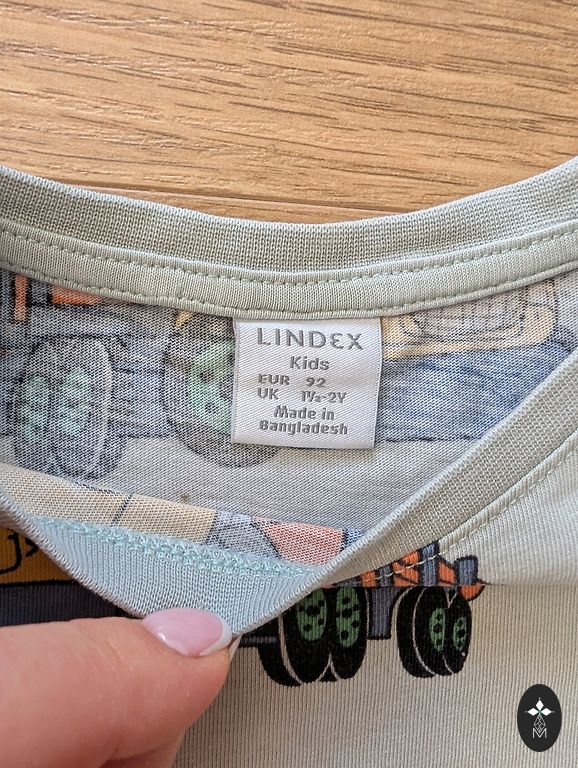 LINDEX
Kids
EUR 92
UK 1½-2Y
Made in
Bangladesh
M